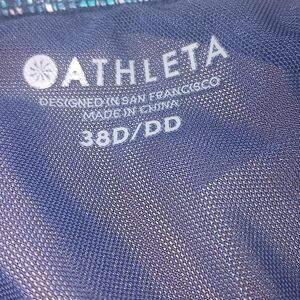 ATHLETA
DESIGNED IN SAN FRANCISCO
MADE IN CHINA
38D/DD